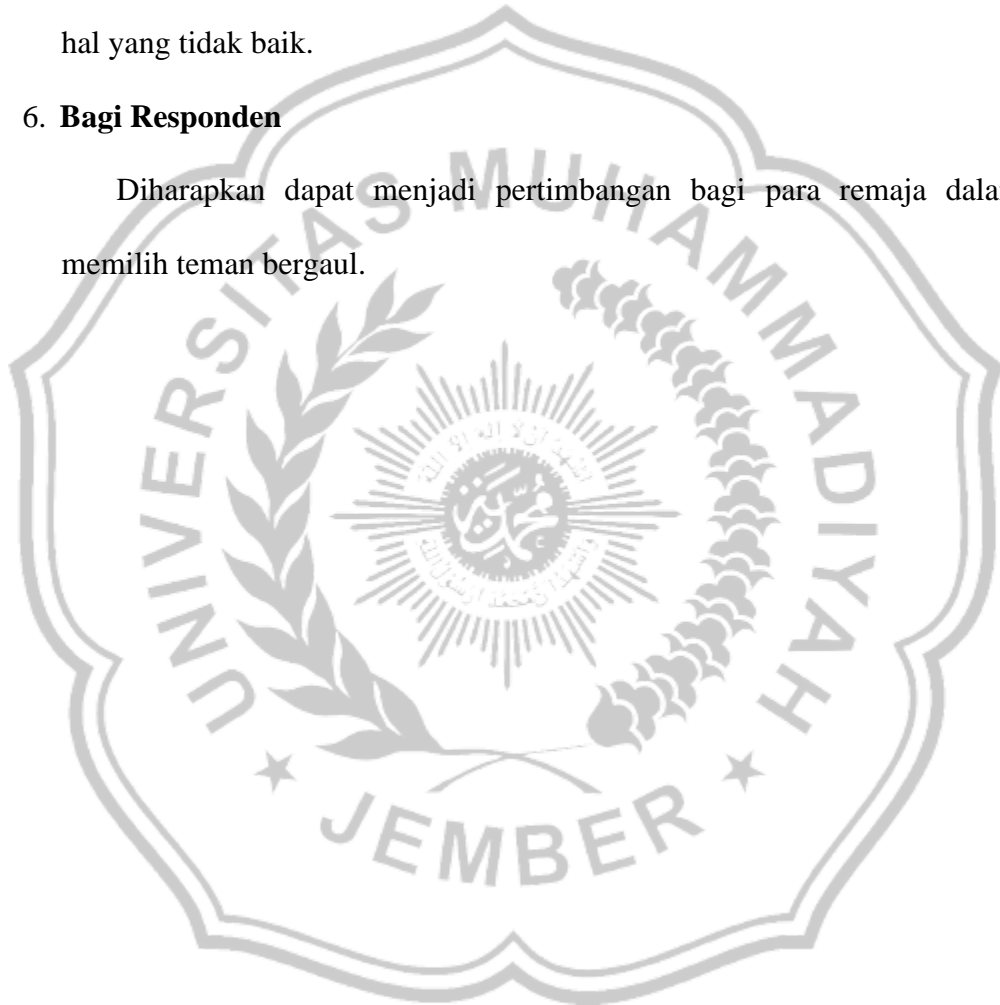 hal yang tidak baik.
6. Bagi Responden
Diharapkan dapat menjadi pertimbangan bagi para remaja
memilih teman bergaul.
UNIVERSITAS MUHAMMADIYAH
JEMBER